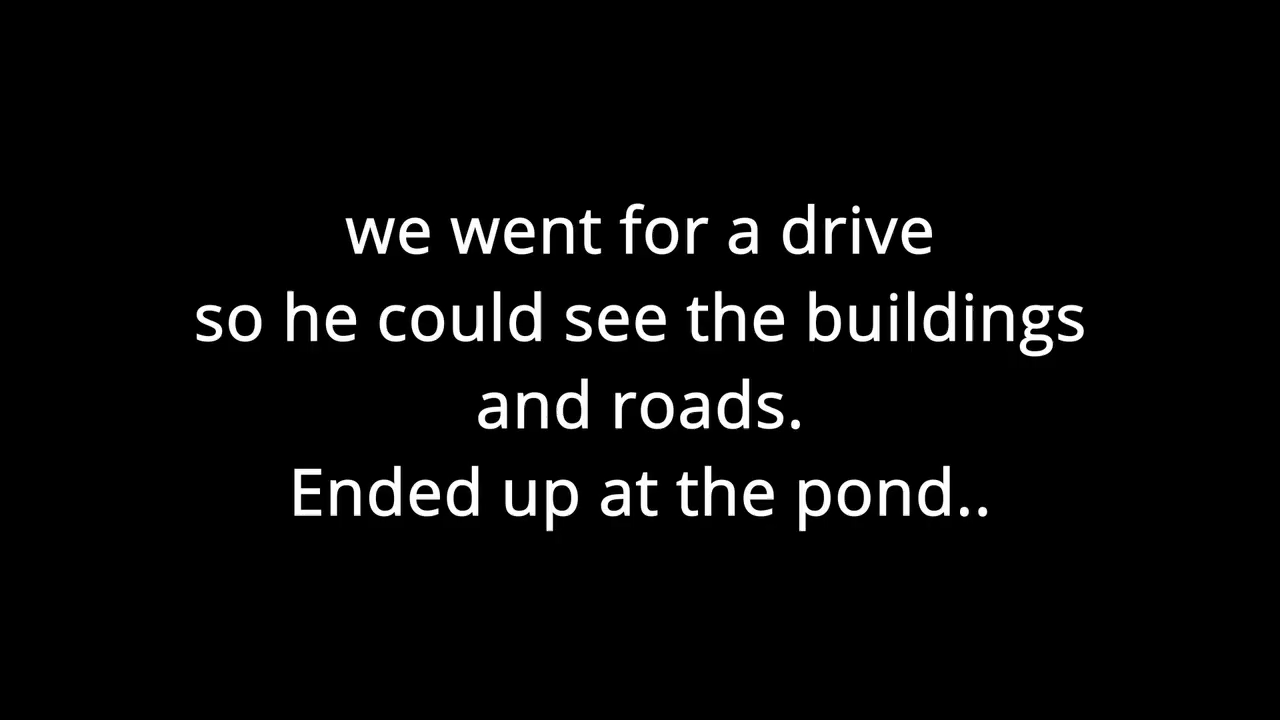 we went for a drive
so he could see the buildings
and roads.
Ended up at the pond..